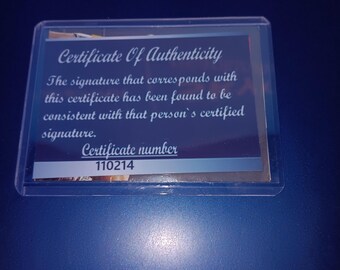 Certificate Of Authenticity
The signature that corresponds with
this certificate has been found to be
consistent with that person`s certified
signature.
Certificate number
110214